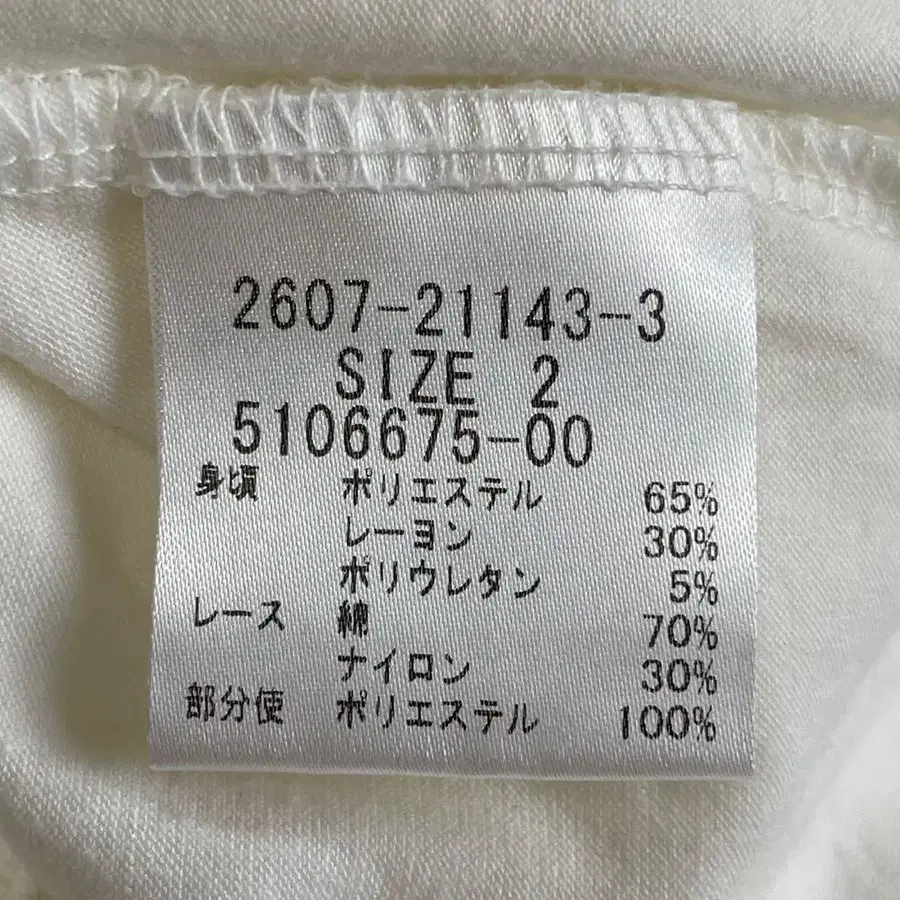 2607-21143-3
SIZE 2
5106675-00
身頃 ポリエステル 65%
レーヨン 30%
ポリウレタン 5%
レース 綿 70%
ナイロン 30%
部分使 ポリエステル 100%